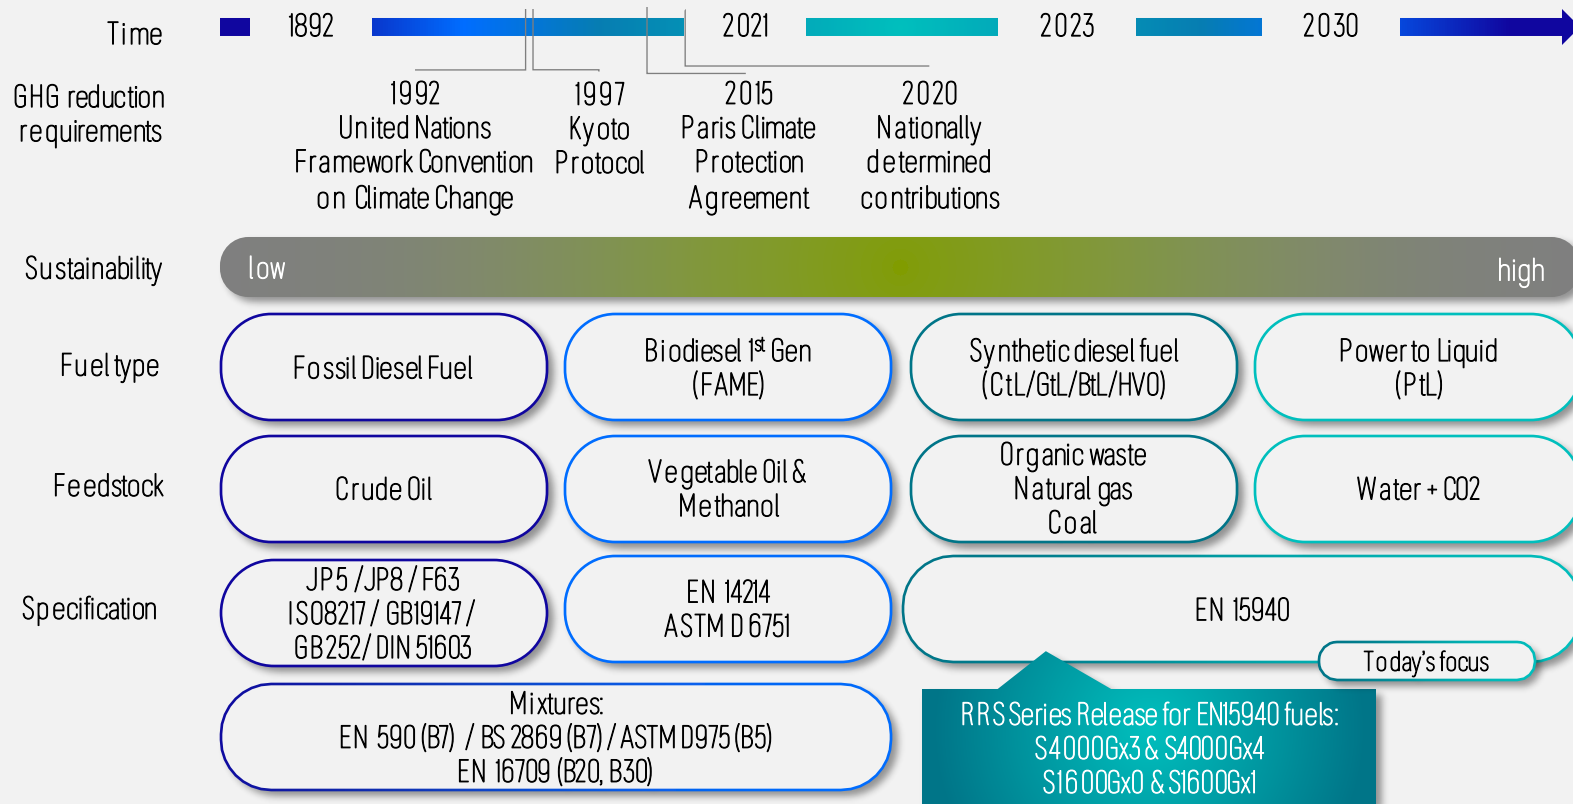 Time
1892
2021
2023
2030
GHG reduction
requirements
1992
United Nations
Framework Convention
on Climate Change
1997
Kyoto
Protocol
2015
Paris Climate
Protection
Agreement
2020
Nationally
determined
contributions
Sustainability
low
high
Fuel type
Fossil Diesel Fuel
Biodiesel 1st Gen
(FAME)
Synthetic diesel fuel
(CtL/GtL/BtL/HVO)
Power to Liquid
(PtL)
Feedstock
Crude Oil
Vegetable Oil &
Methanol
Organic waste
Natural gas
Coal
Water + CO2
Specification
JP5 / JP8 / F63
ISO8217 / GB19147 /
GB252/ DIN 51603
EN 14214
ASTM D 6751
EN 15940
Today's focus
Mixtures:
EN 590 (B7) / BS 2869 (B7) / ASTM D975 (B5)
EN 16709 (B20, B30)
RRS Series Release for EN15940 fuels:
S4000Gx3 & S4000Gx4
S1600Gx0 & S1600Gx1